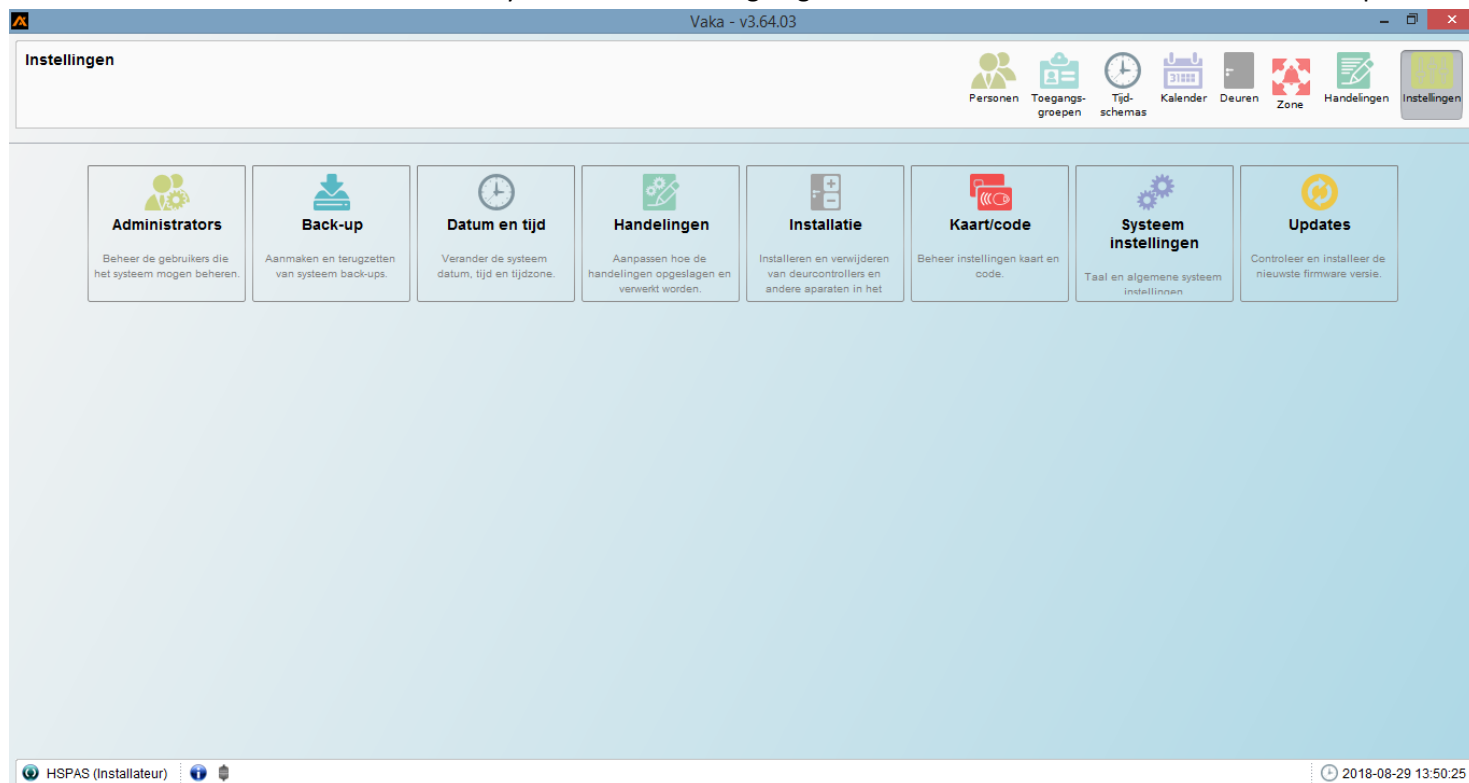 Vaka - v3.64.03
Instellingen
Personen
Toegangs-
groepen
Tijd-
schemas
Kalender
Deuren
Zone
Handelingen
Instellingen
Administrators
Beheer de gebruikers die
het systeem mogen beheren.
Back-up
Aanmaken en terugzetten
van systeem back-ups.
Datum en tijd
Verander de systeem
datum, tijd en tijdzone.
Handelingen
Aanpassen hoe de
handelingen opgeslagen en
verwerkt worden.
Installatie
Installeren en verwijderen
van deurcontrollers en
andere aparaten in het
Kaart/code
Beheer instellingen kaart en
code.
Systeem
instellingen
Taal en algemene systeem
instellingen
Updates
Controleer en installeer de
nieuwste firmware versie.
HSPAS (Installateur)
2018-08-29 13:50:25